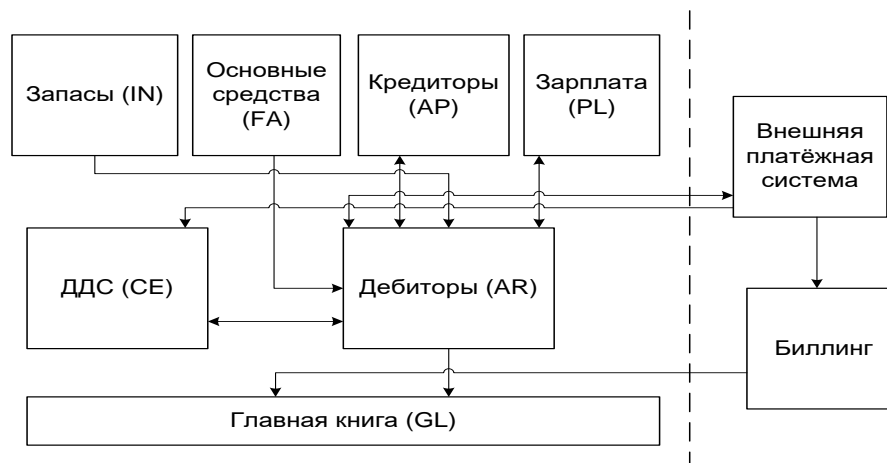 Запасы (IN)
Основные
средства
(FA)
Кредиторы
(AP)
Зарплата
(PL)
Внешняя
платёжная
система
ДДС (CE)
Дебиторы (AR)
Биллинг
Главная книга (GL)